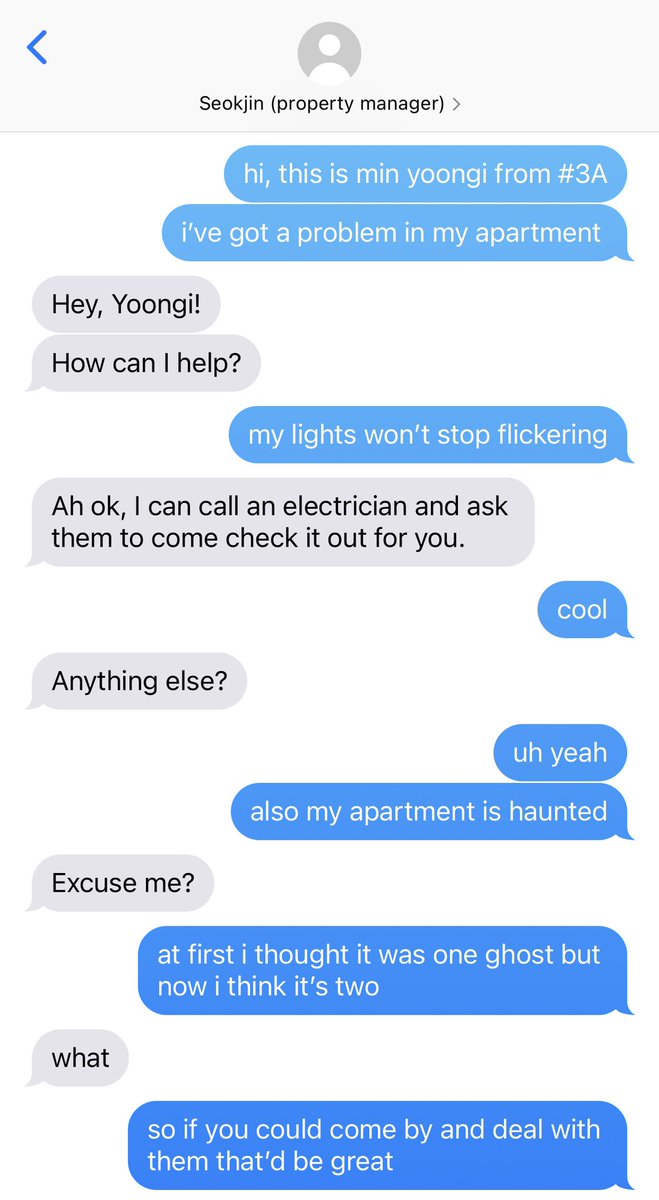 Seokjin (property manager)
hi, this is min yoongi from #3A
i’ve got a problem in my apartment
Hey, Yoongi!
How can I help?
my lights won’t stop flickering
Ah ok, I can call an electrician and ask
them to come check it out for you.
cool
Anything else?
uh yeah
also my apartment is haunted
Excuse me?
at first i thought it was one ghost but
now i think it’s two
what
so if you could come by and deal with
them that’d be great